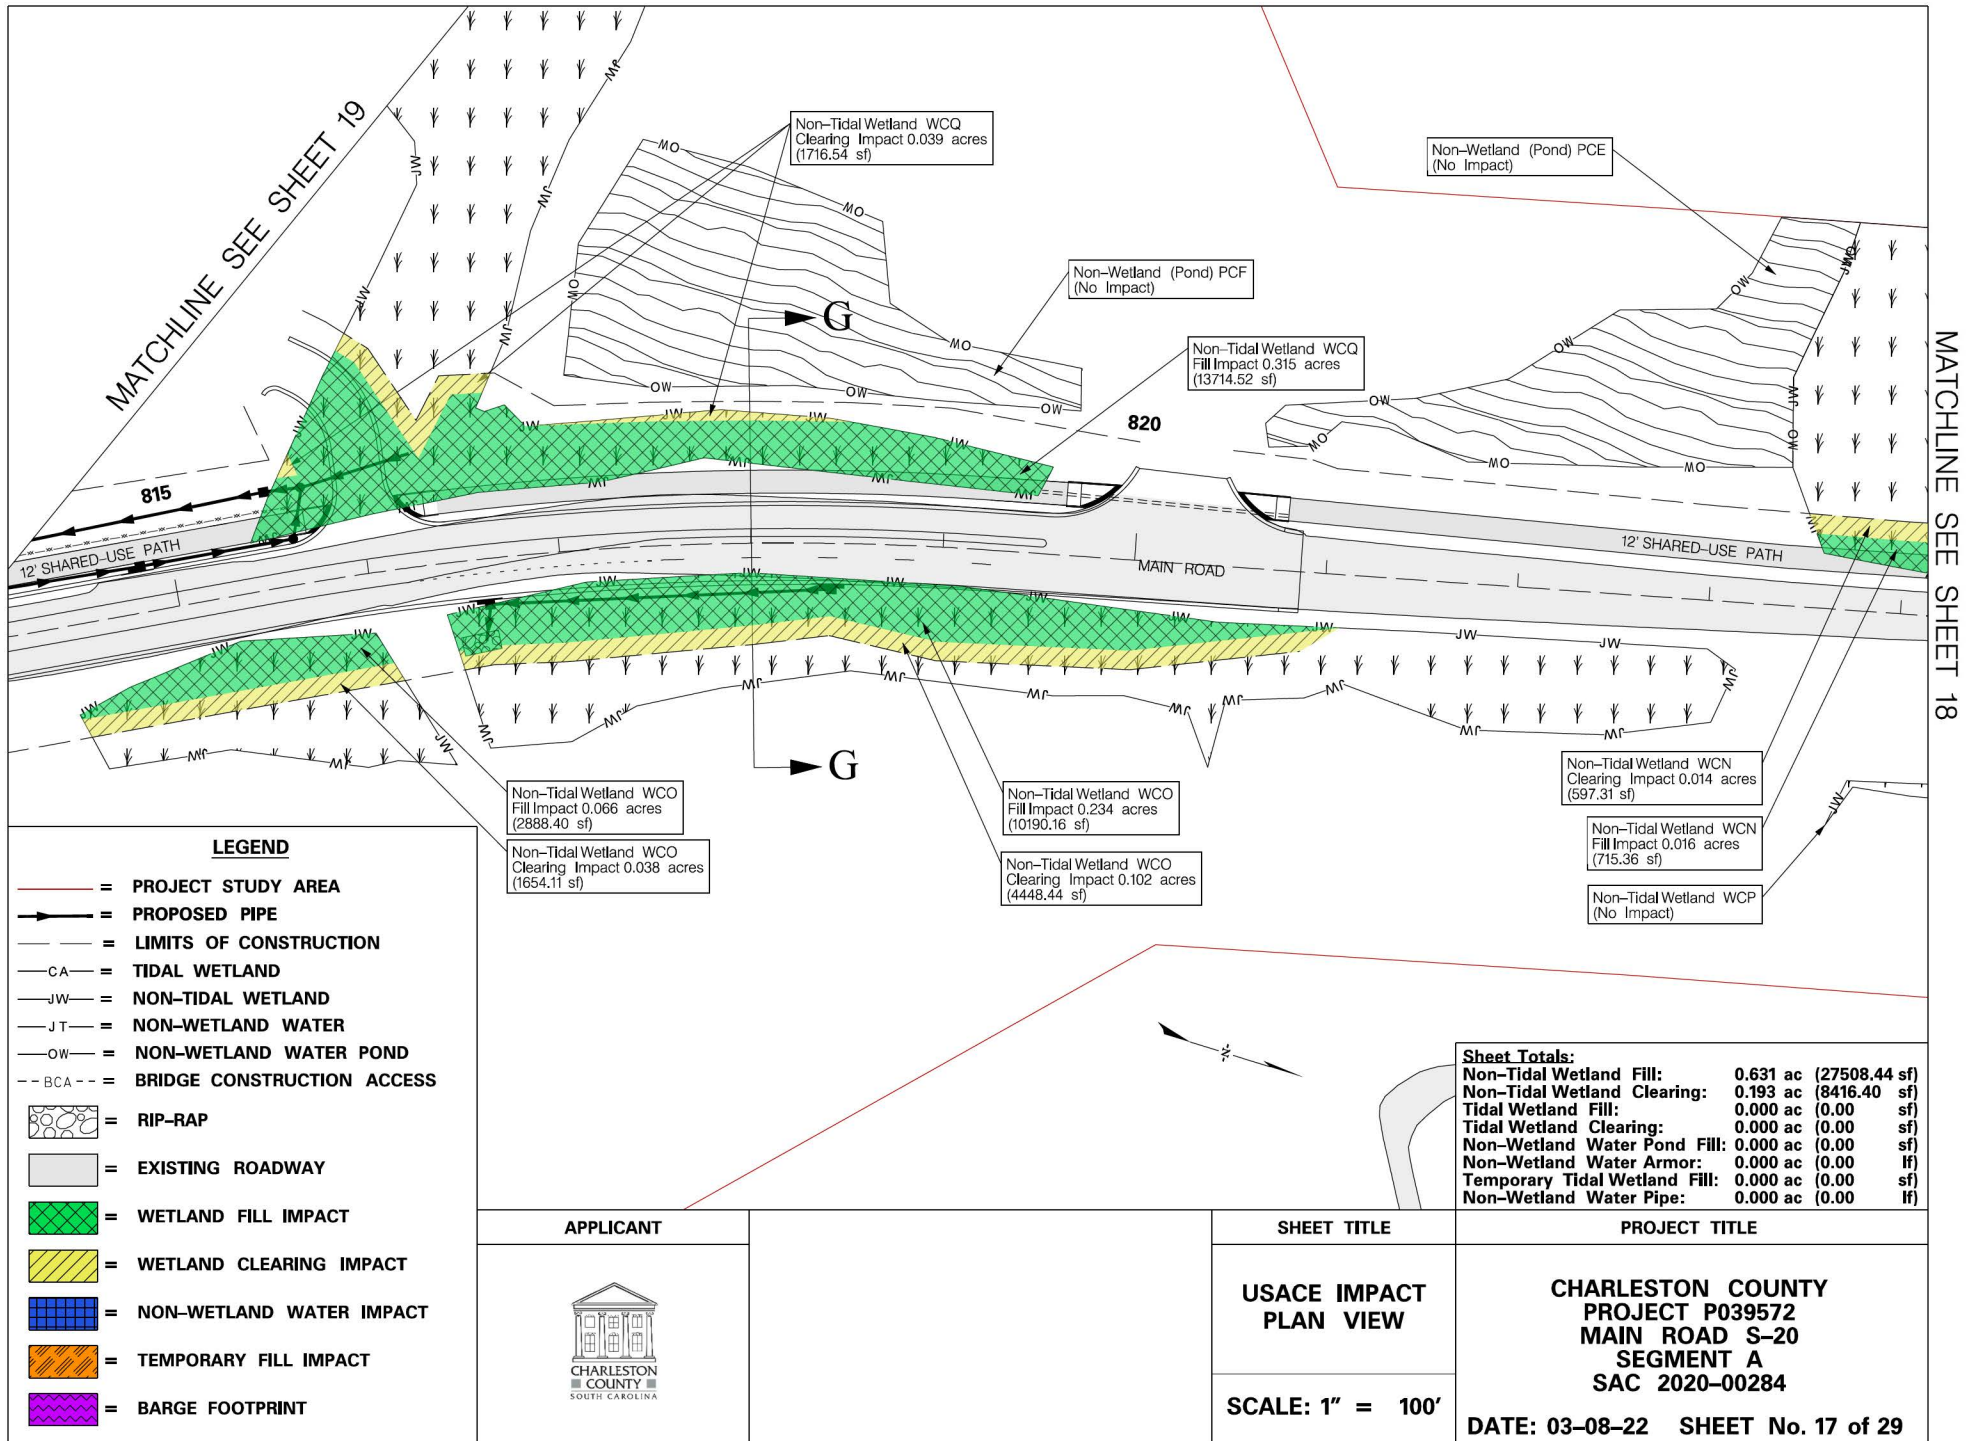 MATCHLINE SEE SHEET 19
Non-Tidal Wetland WCQ
Clearing Impact 0.039 acres
(1716.54 sf)
Non-Wetland (Pond) PCE
(No Impact)
Non-Wetland (Pond) PCF
(No Impact)
G
Non-Tidal Wetland WCQ
Fill Impact 0.315 acres
(13714.52 sf)
820
815
12' SHARED-USE PATH
MAIN ROAD
12' SHARED-USE PATH
MATCHLINE SEE SHEET 18
G
Non-Tidal Wetland WCO
Fill Impact 0.066 acres
(2888.40 sf)
Non-Tidal Wetland WCO
Clearing Impact 0.038 acres
(1654.11 sf)
Non-Tidal Wetland WCO
Fill Impact 0.234 acres
(10190.16 sf)
Non-Tidal Wetland WCO
Clearing Impact 0.102 acres
(4448.44 sf)
Non-Tidal Wetland WCN
Clearing Impact 0.014 acres
(597.31 sf)
Non-Tidal Wetland WCN
Fill Impact 0.016 acres
(715.36 sf)
Non-Tidal Wetland WCP
(No Impact)
LEGEND
= PROJECT STUDY AREA
= PROPOSED PIPE
= LIMITS OF CONSTRUCTION
CA = TIDAL WETLAND
JW = NON-TIDAL WETLAND
JT = NON-WETLAND WATER
OW = NON-WETLAND WATER POND
--BCA-- = BRIDGE CONSTRUCTION ACCESS
= RIP-RAP
= EXISTING ROADWAY
= WETLAND FILL IMPACT
= WETLAND CLEARING IMPACT
= NON-WETLAND WATER IMPACT
= TEMPORARY FILL IMPACT
= BARGE FOOTPRINT
N
Sheet Totals:
Non-Tidal Wetland Fill: 0.631 ac (27508.44 sf)
Non-Tidal Wetland Clearing: 0.193 ac (8416.40 sf)
Tidal Wetland Fill: 0.000 ac (0.00 sf)
Tidal Wetland Clearing: 0.000 ac (0.00 sf)
Non-Wetland Water Pond Fill: 0.000 ac (0.00 sf)
Non-Wetland Water Armor: 0.000 ac (0.00 lf)
Temporary Tidal Wetland Fill: 0.000 ac (0.00 sf)
Non-Wetland Water Pipe: 0.000 ac (0.00 lf)
APPLICANT
CHARLESTON
COUNTY
SOUTH CAROLINA
SHEET TITLE
USACE IMPACT
PLAN VIEW
SCALE: 1" = 100'
PROJECT TITLE
CHARLESTON COUNTY
PROJECT P039572
MAIN ROAD S-20
SEGMENT A
SAC 2020-00284
DATE: 03-08-22 SHEET No. 17 of 29